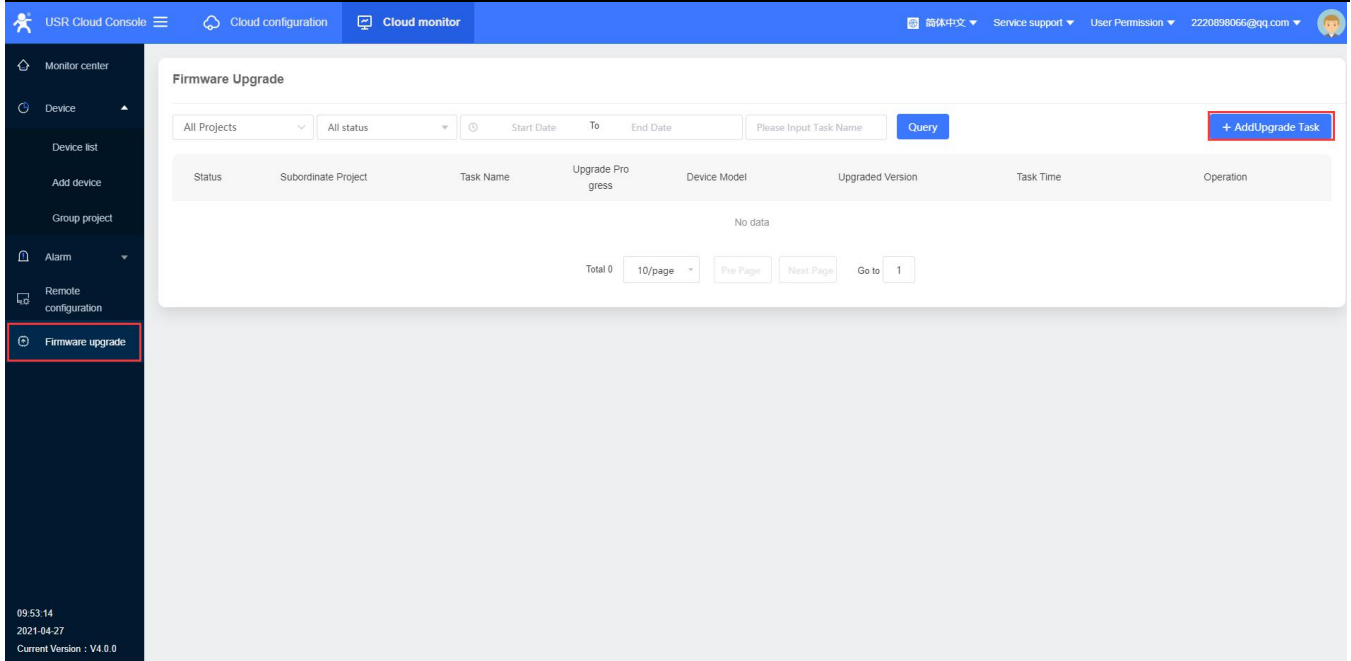 USR Cloud Console
Cloud configuration
Cloud monitor
简体中文
Service support
User Permission
2220898066@qq.com
Monitor center
Device
Device list
Add device
Group project
Alarm
Remote
configuration
Firmware upgrade
09:53:14
2021-04-27
Current Version：V4.0.0
Firmware Upgrade
All Projects
All status
Start Date
To
End Date
Please Input Task Name
Query
+ AddUpgrade Task
Status
Subordinate Project
Task Name
Upgrade Pro
gress
Device Model
Upgraded Version
Task Time
Operation
No data
Total 0
10/page
Pre Page
Next Page
Go to
1